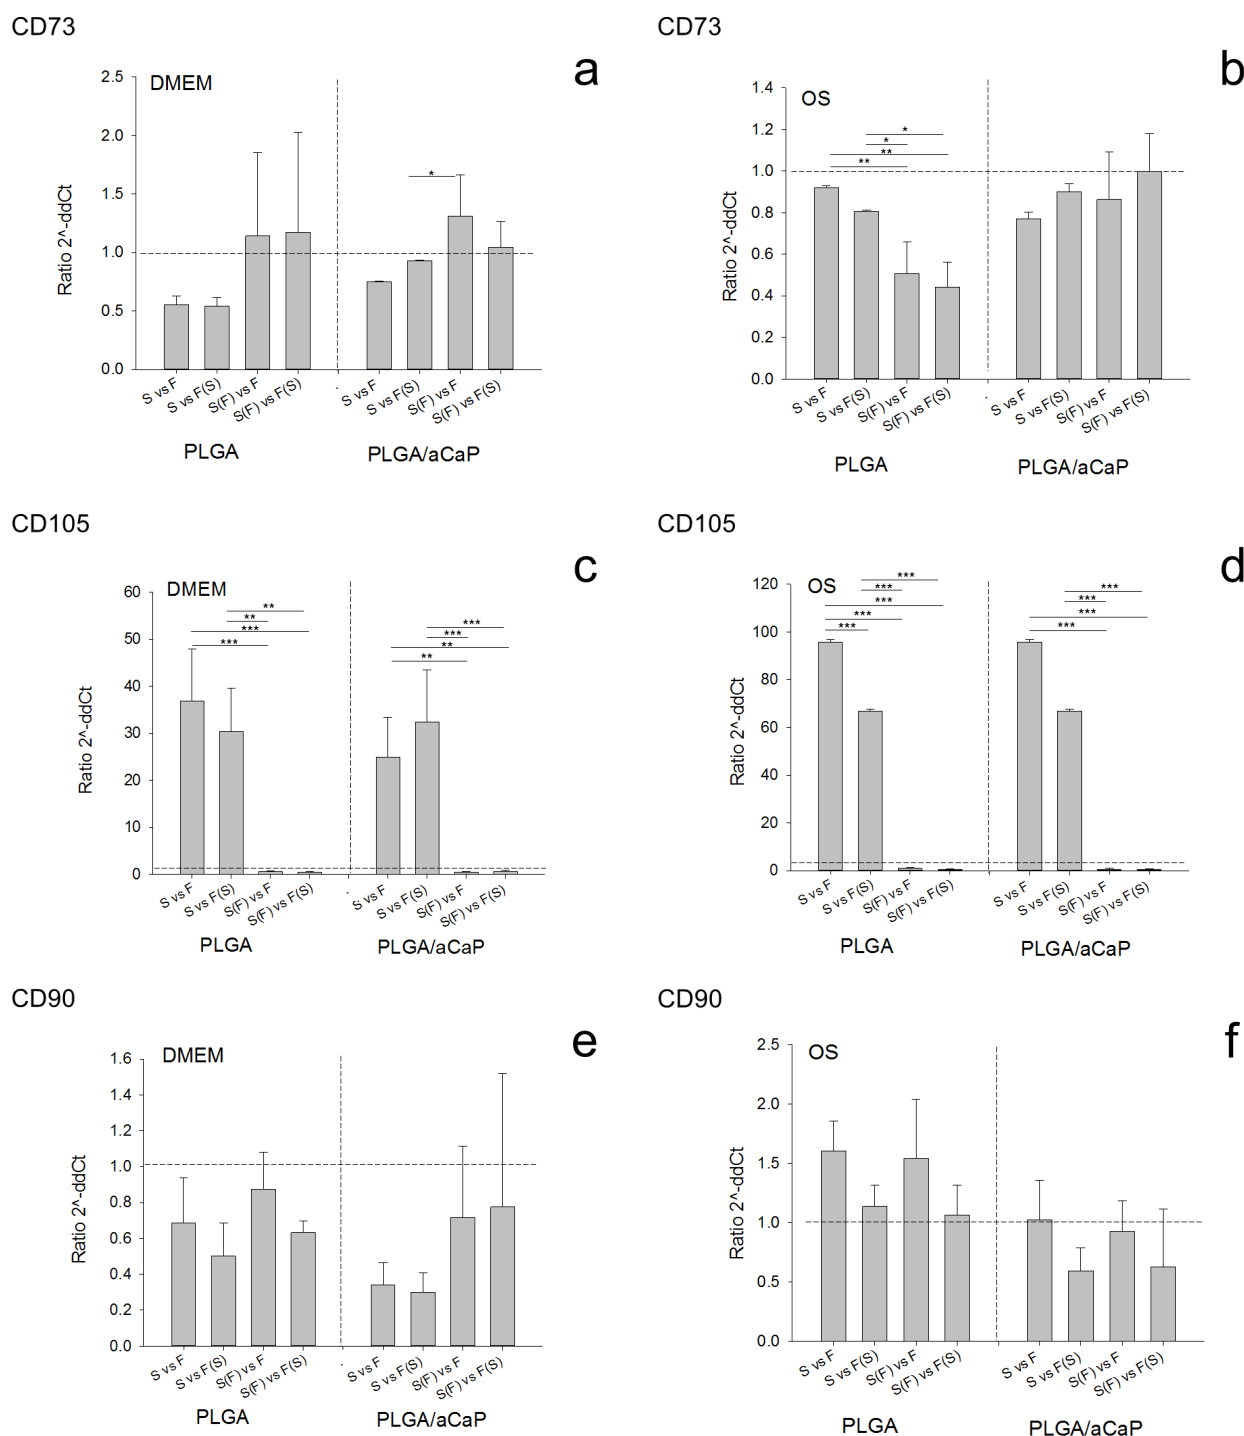 CD73
a
DMEM
2.5
2.0
1.5
1.0
0.5
0.0
Ratio 2^-ddCt
*
S vs F
S vs F(S)
S(F) vs F
S(F) vs F(S)
S vs F
S vs F(S)
S(F) vs F
S(F) vs F(S)
PLGA
PLGA/aCaP
CD73
b
OS
1.4
1.2
1.0
0.8
0.6
0.4
0.2
0.0
Ratio 2^-ddCt
*
*
**
**
S vs F
S vs F(S)
S(F) vs F
S(F) vs F(S)
S vs F
S vs F(S)
S(F) vs F
S(F) vs F(S)
PLGA
PLGA/aCaP
CD105
c
DMEM
60
50
40
30
20
10
0
Ratio 2^-ddCt
**
**
***
***
***
***
**
**
S vs F
S vs F(S)
S(F) vs F
S(F) vs F(S)
S vs F
S vs F(S)
S(F) vs F
S(F) vs F(S)
PLGA
PLGA/aCaP
CD105
d
OS
120
100
80
60
40
20
0
Ratio 2^-ddCt
***
***
***
***
***
***
***
***
***
S vs F
S vs F(S)
S(F) vs F
S(F) vs F(S)
S vs F
S vs F(S)
S(F) vs F
S(F) vs F(S)
PLGA
PLGA/aCaP
CD90
e
DMEM
1.6
1.4
1.2
1.0
0.8
0.6
0.4
0.2
0.0
Ratio 2^-ddCt
S vs F
S vs F(S)
S(F) vs F
S(F) vs F(S)
S vs F
S vs F(S)
S(F) vs F
S(F) vs F(S)
PLGA
PLGA/aCaP
CD90
f
OS
2.5
2.0
1.5
1.0
0.5
0.0
Ratio 2^-ddCt
S vs F
S vs F(S)
S(F) vs F
S(F) vs F(S)
S vs F
S vs F(S)
S(F) vs F
S(F) vs F(S)
PLGA
PLGA/aCaP